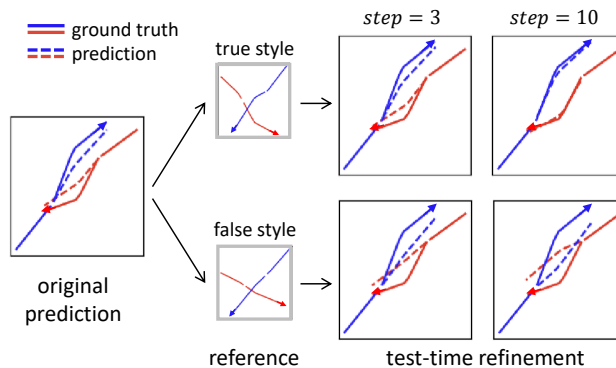 ground truth
prediction
true style
step = 3
step = 10
false style
original
prediction
reference
test-time refinement